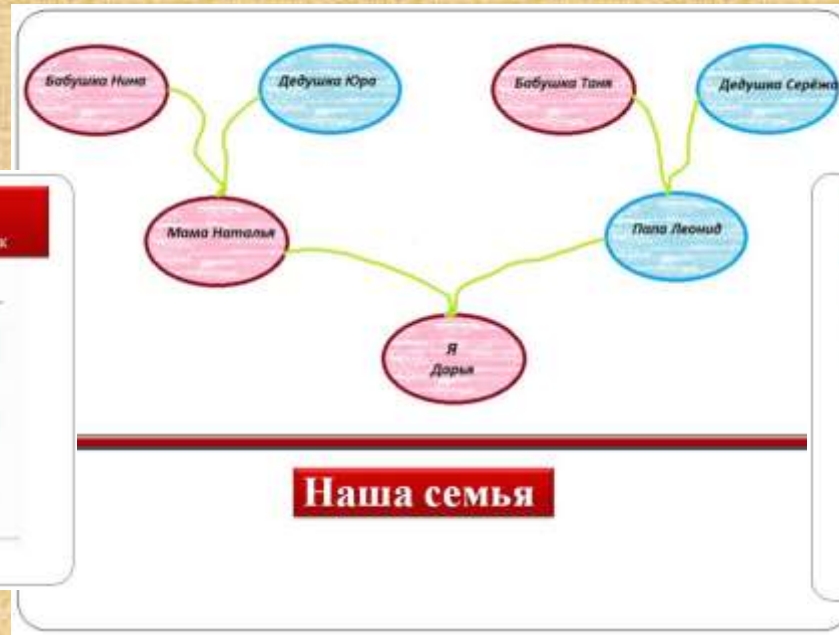 Бабушка Нина
Дедушка Юра
Бабушка Таня
Дедушка Серёжа
Мама Наталья
Папа Леонид
Я
Дарья
Наша семья